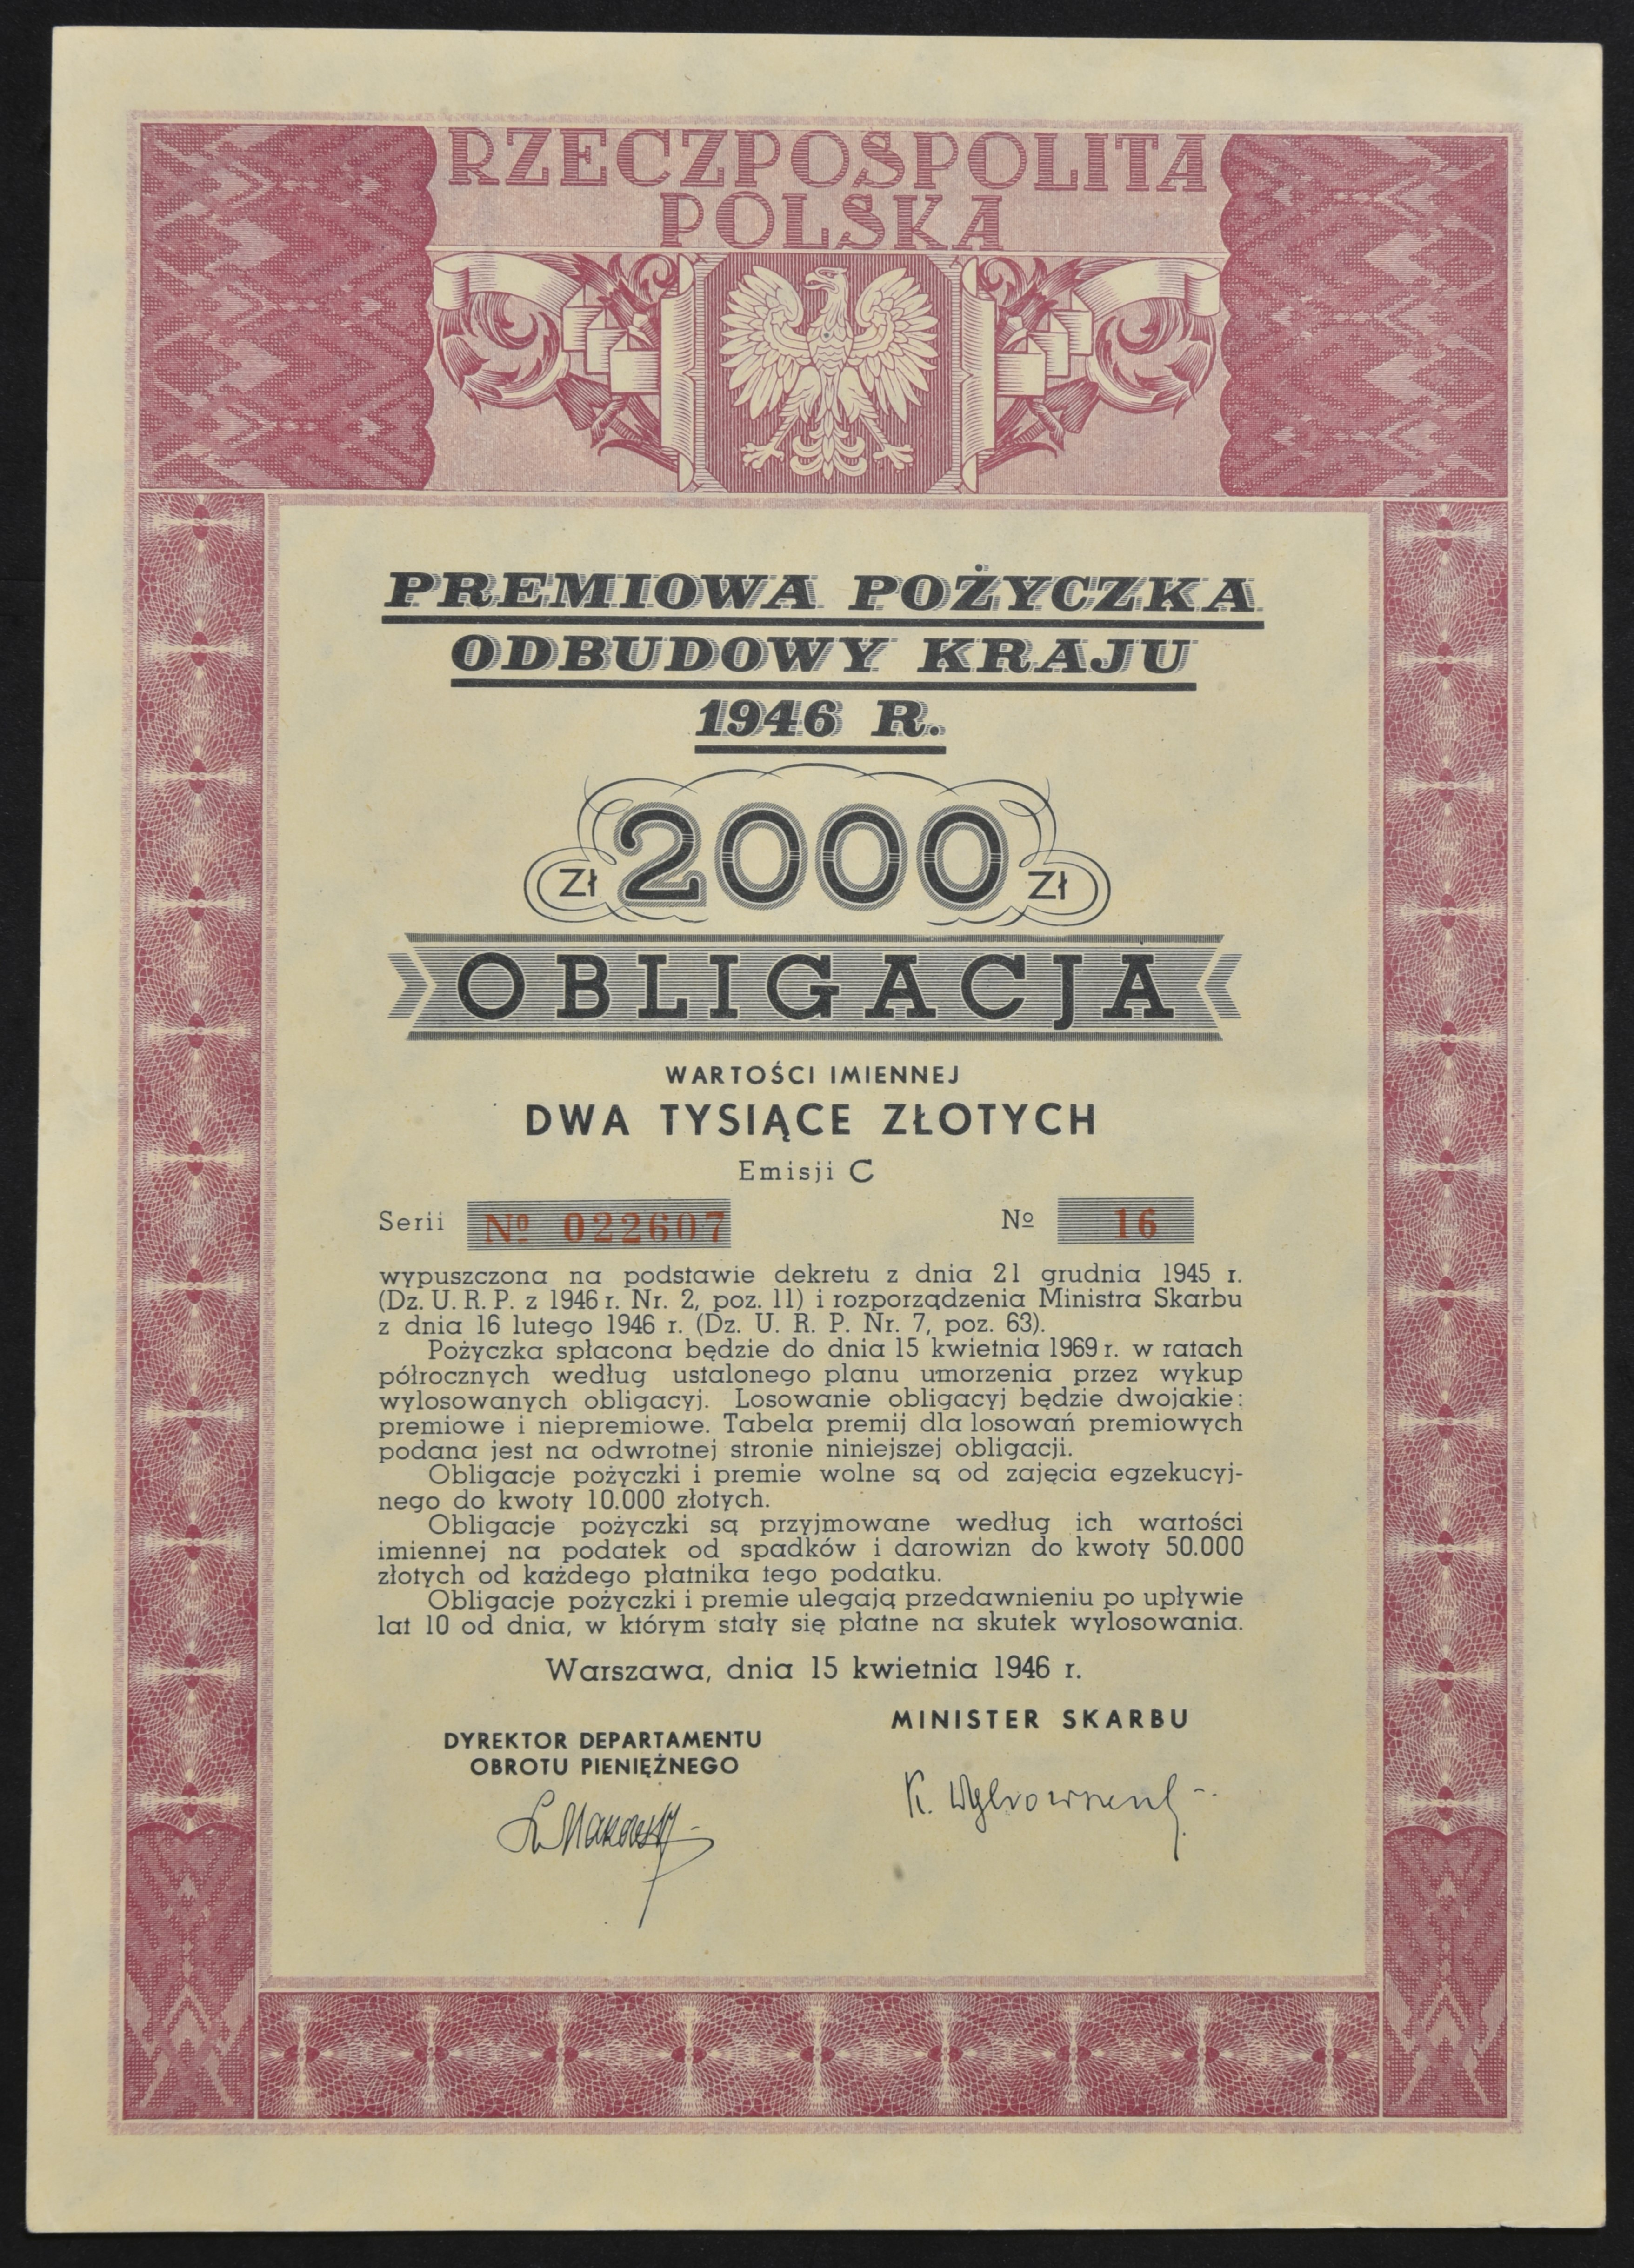 RZECZPOSPOLITA
POLSKA
PREMIOWA POŻYCZKA
ODBUDOWY KRAJU
1946 R.
Zł 2000 Zł
OBLIGACJA
WARTOŚCI IMIENNEJ
DWA TYSIĄCE ZŁOTYCH
Emisji C
Serii Nº 022607 Nº 16
wypuszczona na podstawie dekretu z dnia 21 grudnia 1945 r.
(Dz. U. R. P. z 1946 r. Nr. 2, poz. 11) i rozporządzenia Ministra Skarbu
z dnia 16 lutego 1946 r. (Dz. U. R. P. Nr. 7, poz. 63).
Pożyczka spłacona będzie do dnia 15 kwietnia 1969 r. w ratach
półrocznych według ustalonego planu umorzenia przez wykup
wylosowanych obligacyj. Losowanie obligacyj będzie dwojakie:
premiowe i niepremiowe. Tabela premij dla losowań premiowych
podana jest na odwrotnej stronie niniejszej obligacji.
Obligacje pożyczki i premie wolne są od zajęcia egzekucyj-
nego do kwoty 10.000 złotych.
Obligacje pożyczki są przyjmowane według ich wartości
imiennej na podatek od spadków i darowizn do kwoty 50.000
złotych od każdego płatnika tego podatku.
Obligacje pożyczki i premie ulegają przedawnieniu po upływie
lat 10 od dnia, w którym stały się płatne na skutek wylosowania.
Warszawa, dnia 15 kwietnia 1946 r.
MINISTER SKARBU
DYREKTOR DEPARTAMENTU
OBROTU PIENIĘŻNEGO